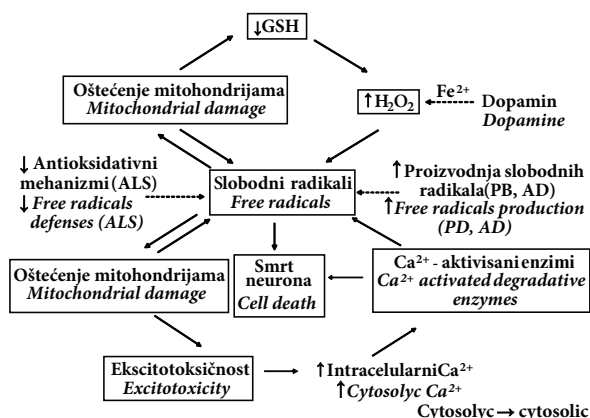 ↓GSH
Oštećenje mitohondrijama
Mitochondrial damage
↑H₂O₂
Fe²⁺
Dopamin
Dopamine
↓ Antioksidativni
mehanizmi (ALS)
↓ Free radicals
defenses (ALS)
Slobodni radikali
Free radicals
↑ Proizvodnja slobodnih
radikala(PB, AD)
↑ Free radicals production
(PD, AD)
Oštećenje mitohondrijama
Mitochondrial damage
Smrt
neurona
Cell death
Ca²⁺ - aktivisani enzimi
Ca²⁺ activated degradative
enzymes
Ekscitotoksičnost
Excitotoxicity
↑IntracelularniCa²⁺
↑Cytosolyc Ca²⁺
Cytosolyc → cytosolic